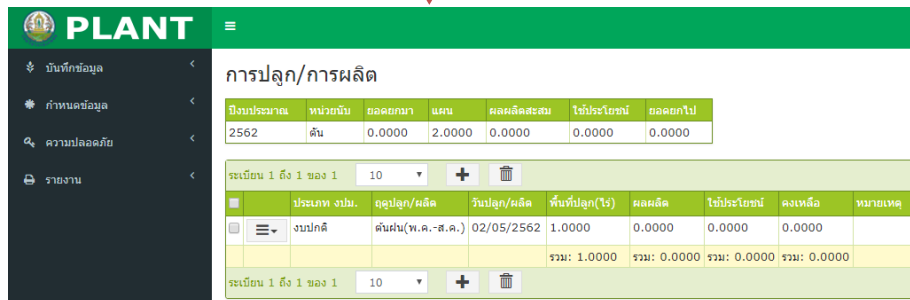 PLANT
บันทึกข้อมูล
กำหนดข้อมูล
ความปลอดภัย
รายงาน
การปลูก/การผลิต
ปีงบประมาณ หน่วยนับ ยอดยกมา แผน ผลผลิตสะสม ใช้ประโยชน์ ยอดยกไป
2562 ตัน 0.0000 2.0000 0.0000 0.0000 0.0000
ระเบียน 1 ถึง 1 ของ 1 10
ประเภท งปม. ฤดูปลูก/ผลิต วันปลูก/ผลิต พื้นที่ปลูก(ไร่) ผลผลิต ใช้ประโยชน์ คงเหลือ หมายเหตุ
งบปกติ ต้นฝน(พ.ค.-ส.ค.) 02/05/2562 1.0000 0.0000 0.0000 0.0000
รวม: 1.0000 รวม: 0.0000 รวม: 0.0000 รวม: 0.0000
ระเบียน 1 ถึง 1 ของ 1 10